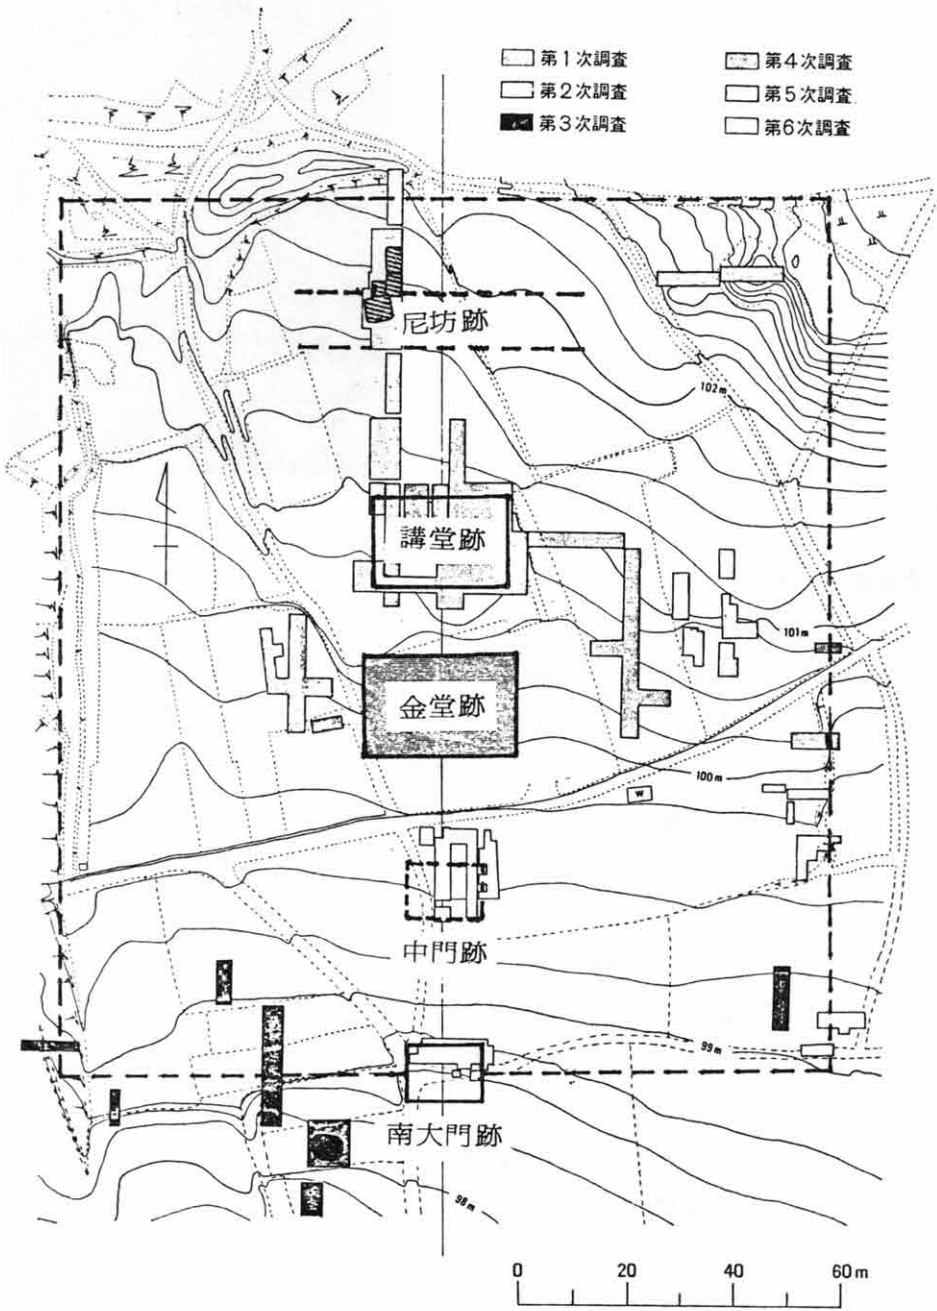 第1次調査
第2次調査
第3次調査
第4次調査
第5次調査
第6次調査
尼坊跡
102m
講堂跡
101m
金堂跡
100m
W
中門跡
99m
南大門跡
98m
0 20 40 60m